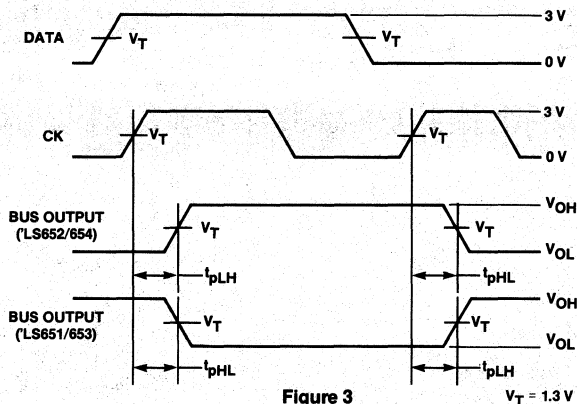 3 V
DATA
V_T
V_T
0 V
3 V
CK
V_T
V_T
0 V
BUS OUTPUT
('LS652/654)
V_OH
V_T
V_T
V_OL
t_pLH
t_pHL
BUS OUTPUT
('LS651/653)
V_OH
V_T
V_T
V_OL
t_pHL
t_pLH
Figure 3
V_T = 1.3 V